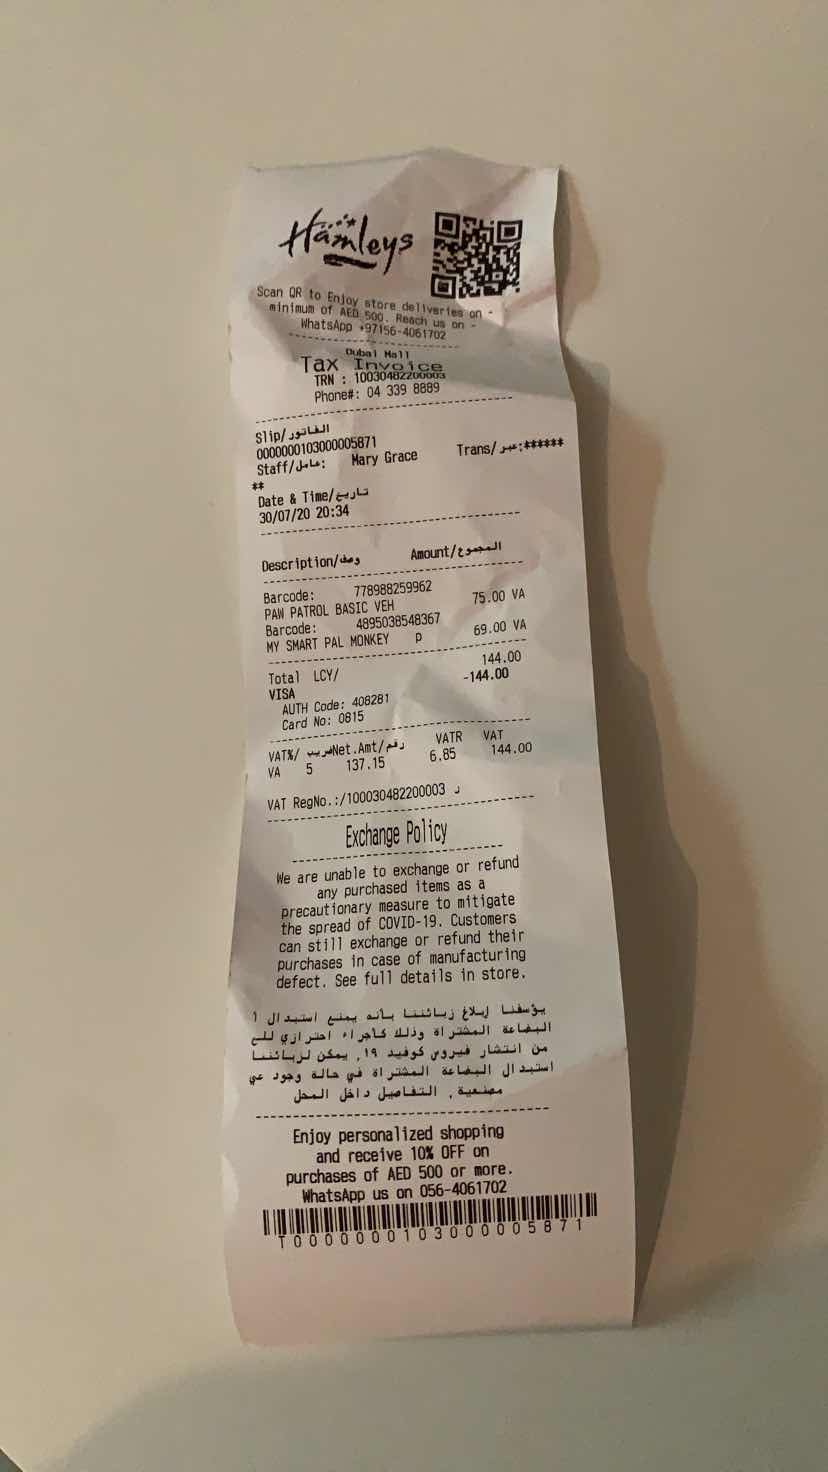 Hamleys
Scan QR to Enjoy store deliveries on -
minimum of AED 500. Reach us on -
WhatsApp +97156-4061702
Dubai Mall
Tax Invoice
TRN : 10030482200003
Phone#: 04 339 8889
Slip/الفاتور
0000000103000005871
Staff/عامل: Mary Grace Trans/عبر:******
**
Date & Time/تاريخ
30/07/20 20:34
Description/وصف Amount/المجموع
Barcode: 778988259962
PAW PATROL BASIC VEH 75.00 VA
Barcode: 4895038548367
MY SMART PAL MONKEY P 69.00 VA
Total LCY/ 144.00
VISA -144.00
AUTH Code: 408281
Card No: 0815
VAT%/ ضريب Net.Amt/رقم VATR VAT
VA 5 137.15 6.85 144.00
VAT RegNo.:/100030482200003 ر
Exchange Policy
We are unable to exchange or refund
any purchased items as a
precautionary measure to mitigate
the spread of COVID-19. Customers
can still exchange or refund their
purchases in case of manufacturing
defect. See full details in store.
يؤسفنا إبلاغ زبائننا بأنه يمنع استبدال ا
البضاعة المشتراة وذلك كأجراء احترازي للح
من انتشار فيروس كوفيد ١٩, يمكن لزبائننا
استبدال البضاعة المشتراة في حالة وجود عي
مصنعية, التفاصيل داخل المحل
Enjoy personalized shopping
and receive 10% OFF on
purchases of AED 500 or more.
WhatsApp us on 056-4061702
T0000000103000005871